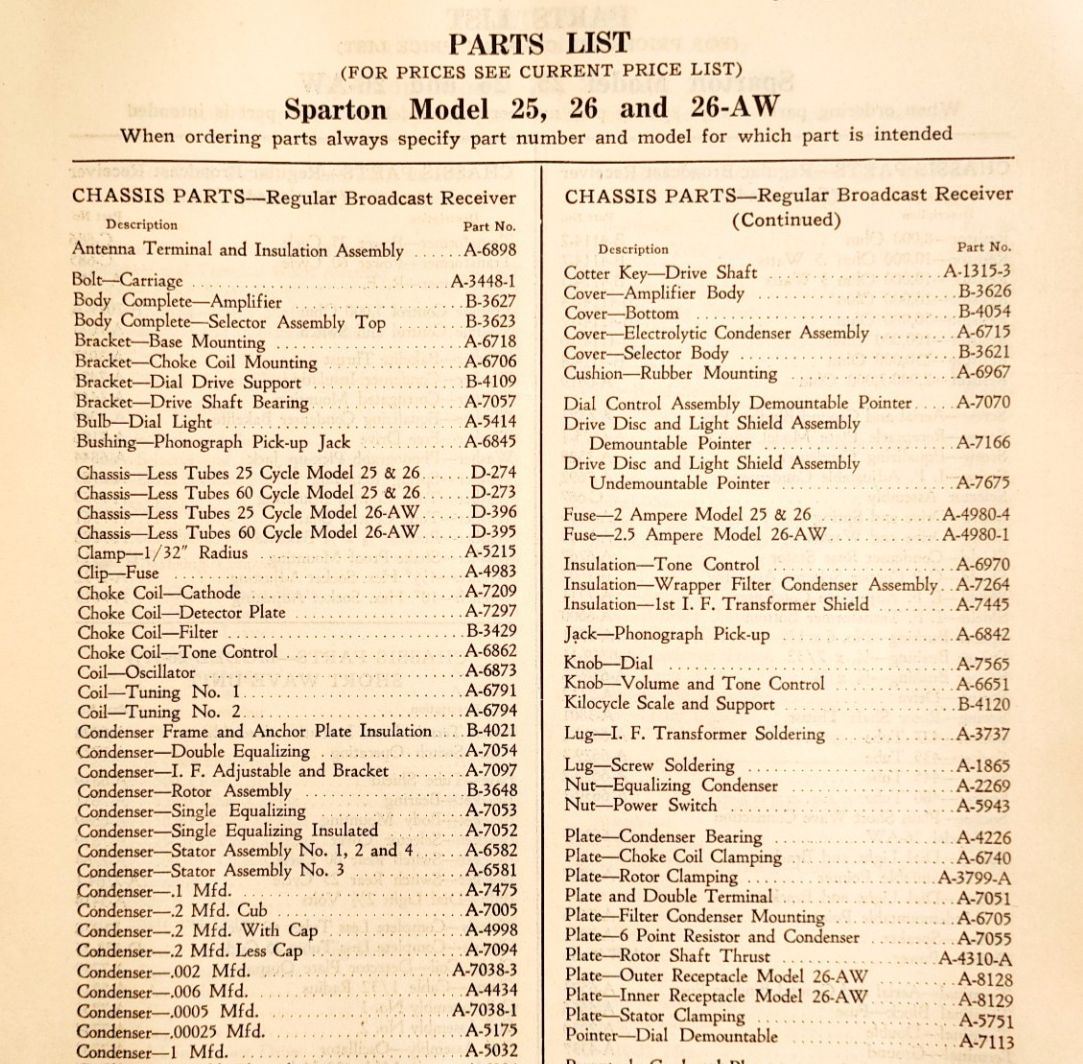 PARTS LIST
(FOR PRICES SEE CURRENT PRICE LIST)
Sparton Model 25, 26 and 26-AW
When ordering parts always specify part number and model for which part is intended
CHASSIS PARTS—Regular Broadcast Receiver
Description Part No.
Antenna Terminal and Insulation Assembly ...... A-6898
Bolt—Carriage ...... A-3448-1
Body Complete—Amplifier ...... B-3627
Body Complete—Selector Assembly Top ...... B-3623
Bracket—Base Mounting ...... A-6718
Bracket—Choke Coil Mounting ...... A-6706
Bracket—Dial Drive Support ...... B-4109
Bracket—Drive Shaft Bearing ...... A-7057
Bulb—Dial Light ...... A-5414
Bushing—Phonograph Pick-up Jack ...... A-6845
Chassis—Less Tubes 25 Cycle Model 25 & 26 ...... D-274
Chassis—Less Tubes 60 Cycle Model 25 & 26 ...... D-273
Chassis—Less Tubes 25 Cycle Model 26-AW ...... D-396
Chassis—Less Tubes 60 Cycle Model 26-AW ...... D-395
Clamp—1/32" Radius ...... A-5215
Clip—Fuse ...... A-4983
Choke Coil—Cathode ...... A-7209
Choke Coil—Detector Plate ...... A-7297
Choke Coil—Filter ...... B-3429
Choke Coil—Tone Control ...... A-6862
Coil—Oscillator ...... A-6873
Coil—Tuning No. 1 ...... A-6791
Coil—Tuning No. 2 ...... A-6794
Condenser Frame and Anchor Plate Insulation ... B-4021
Condenser—Double Equalizing ...... A-7054
Condenser—I. F. Adjustable and Bracket ...... A-7097
Condenser—Rotor Assembly ...... B-3648
Condenser—Single Equalizing ...... A-7053
Condenser—Single Equalizing Insulated ...... A-7052
Condenser—Stator Assembly No. 1, 2 and 4 ...... A-6582
Condenser—Stator Assembly No. 3 ...... A-6581
Condenser—.1 Mfd. ...... A-7475
Condenser—.2 Mfd. Cub ...... A-7005
Condenser—.2 Mfd. With Cap ...... A-4998
Condenser—.2 Mfd. Less Cap ...... A-7094
Condenser—.002 Mfd. ...... A-7038-3
Condenser—.006 Mfd. ...... A-4434
Condenser—.0005 Mfd. ...... A-7038-1
Condenser—.00025 Mfd. ...... A-5175
Condenser—1 Mfd. ...... A-5032
CHASSIS PARTS—Regular Broadcast Receiver
(Continued)
Description Part No.
Cotter Key—Drive Shaft ...... A-1315-3
Cover—Amplifier Body ...... B-3626
Cover—Bottom ...... B-4054
Cover—Electrolytic Condenser Assembly ...... A-6715
Cover—Selector Body ...... B-3621
Cushion—Rubber Mounting ...... A-6967
Dial Control Assembly Demountable Pointer ..... A-7070
Drive Disc and Light Shield Assembly
Demountable Pointer ...... A-7166
Drive Disc and Light Shield Assembly
Undemountable Pointer ...... A-7675
Fuse—2 Ampere Model 25 & 26 ...... A-4980-4
Fuse—2.5 Ampere Model 26-AW ...... A-4980-1
Insulation—Tone Control ...... A-6970
Insulation—Wrapper Filter Condenser Assembly .. A-7264
Insulation—1st I. F. Transformer Shield ...... A-7445
Jack—Phonograph Pick-up ...... A-6842
Knob—Dial ...... A-7565
Knob—Volume and Tone Control ...... A-6651
Kilocycle Scale and Support ...... B-4120
Lug—I. F. Transformer Soldering ...... A-3737
Lug—Screw Soldering ...... A-1865
Nut—Equalizing Condenser ...... A-2269
Nut—Power Switch ...... A-5943
Plate—Condenser Bearing ...... A-4226
Plate—Choke Coil Clamping ...... A-6740
Plate—Rotor Clamping ...... A-3799-A
Plate and Double Terminal ...... A-7051
Plate—Filter Condenser Mounting ...... A-6705
Plate—6 Point Resistor and Condenser ...... A-7055
Plate—Rotor Shaft Thrust ...... A-4310-A
Plate—Outer Receptacle Model 26-AW ...... A-8128
Plate—Inner Receptacle Model 26-AW ...... A-8129
Plate—Stator Clamping ...... A-5751
Pointer—Dial Demountable ...... A-7113